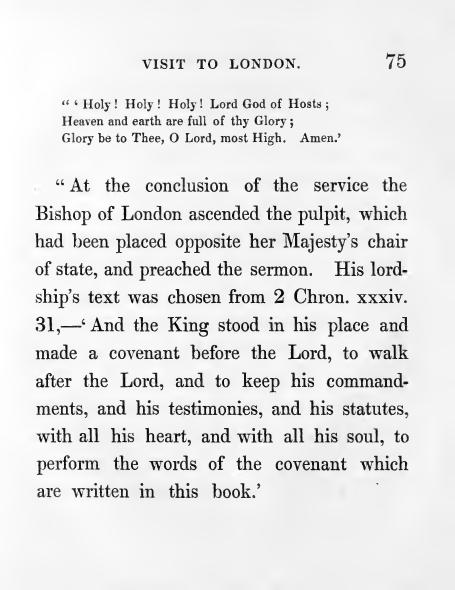 VISIT TO LONDON. 75
“ ‘ Holy! Holy! Holy! Lord God of Hosts;
Heaven and earth are full of thy Glory;
Glory be to Thee, O Lord, most High. Amen.’
“ At the conclusion of the service the
Bishop of London ascended the pulpit, which
had been placed opposite her Majesty’s chair
of state, and preached the sermon. His lord-
ship’s text was chosen from 2 Chron. xxxiv.
31,—‘ And the King stood in his place and
made a covenant before the Lord, to walk
after the Lord, and to keep his command-
ments, and his testimonies, and his statutes,
with all his heart, and with all his soul, to
perform the words of the covenant which
are written in this book.’